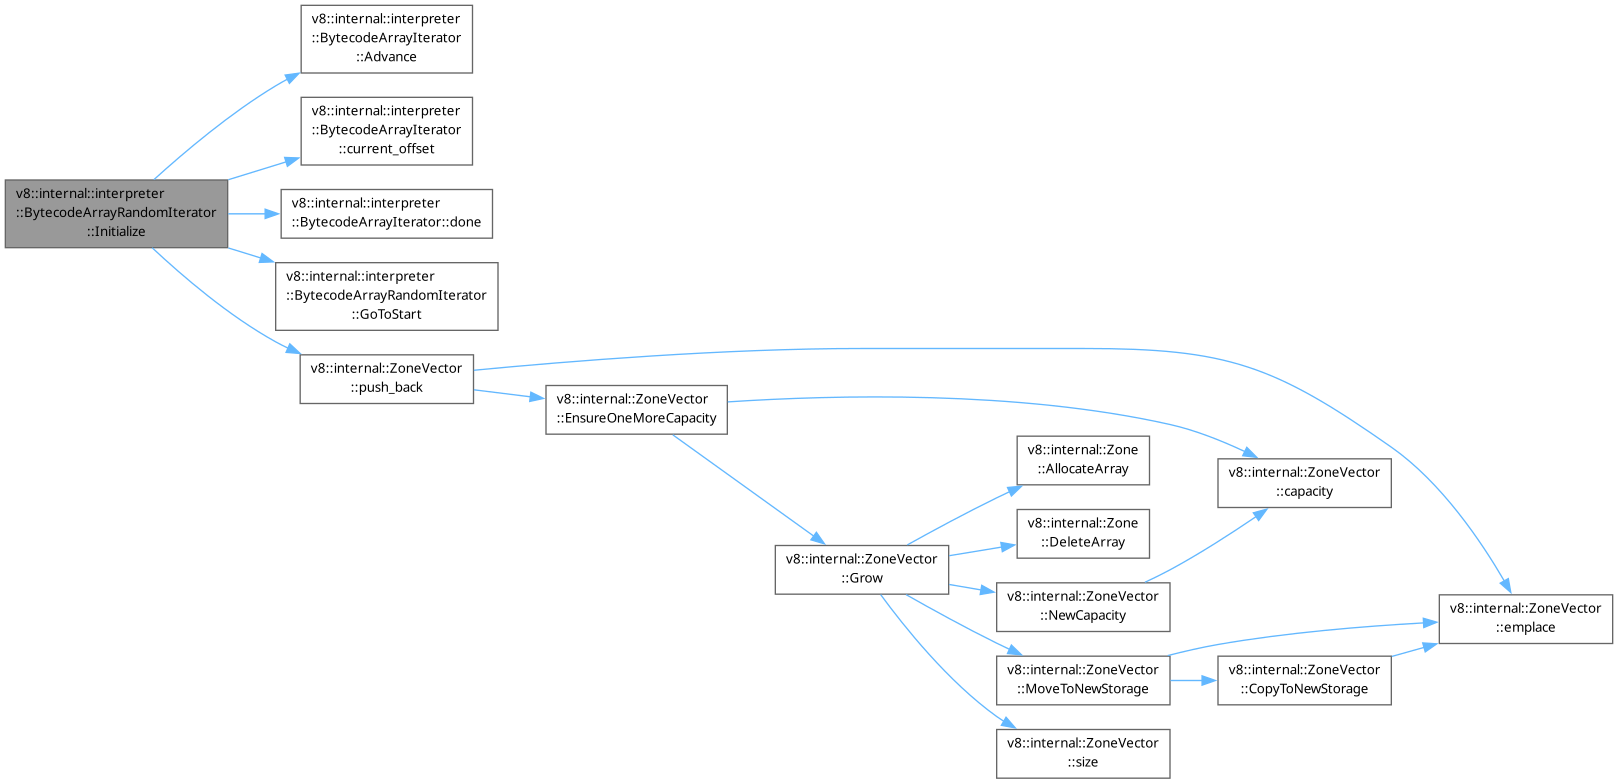 v8::internal::interpreter
::BytecodeArrayIterator
::Advance
v8::internal::interpreter
::BytecodeArrayIterator
::current_offset
v8::internal::interpreter
::BytecodeArrayRandomIterator
::Initialize
v8::internal::interpreter
::BytecodeArrayIterator::done
v8::internal::interpreter
::BytecodeArrayRandomIterator
::GoToStart
v8::internal::ZoneVector
::push_back
v8::internal::ZoneVector
::EnsureOneMoreCapacity
v8::internal::Zone
::AllocateArray
v8::internal::ZoneVector
::capacity
v8::internal::Zone
::DeleteArray
v8::internal::ZoneVector
::Grow
v8::internal::ZoneVector
::NewCapacity
v8::internal::ZoneVector
::emplace
v8::internal::ZoneVector
::MoveToNewStorage
v8::internal::ZoneVector
::CopyToNewStorage
v8::internal::ZoneVector
::size